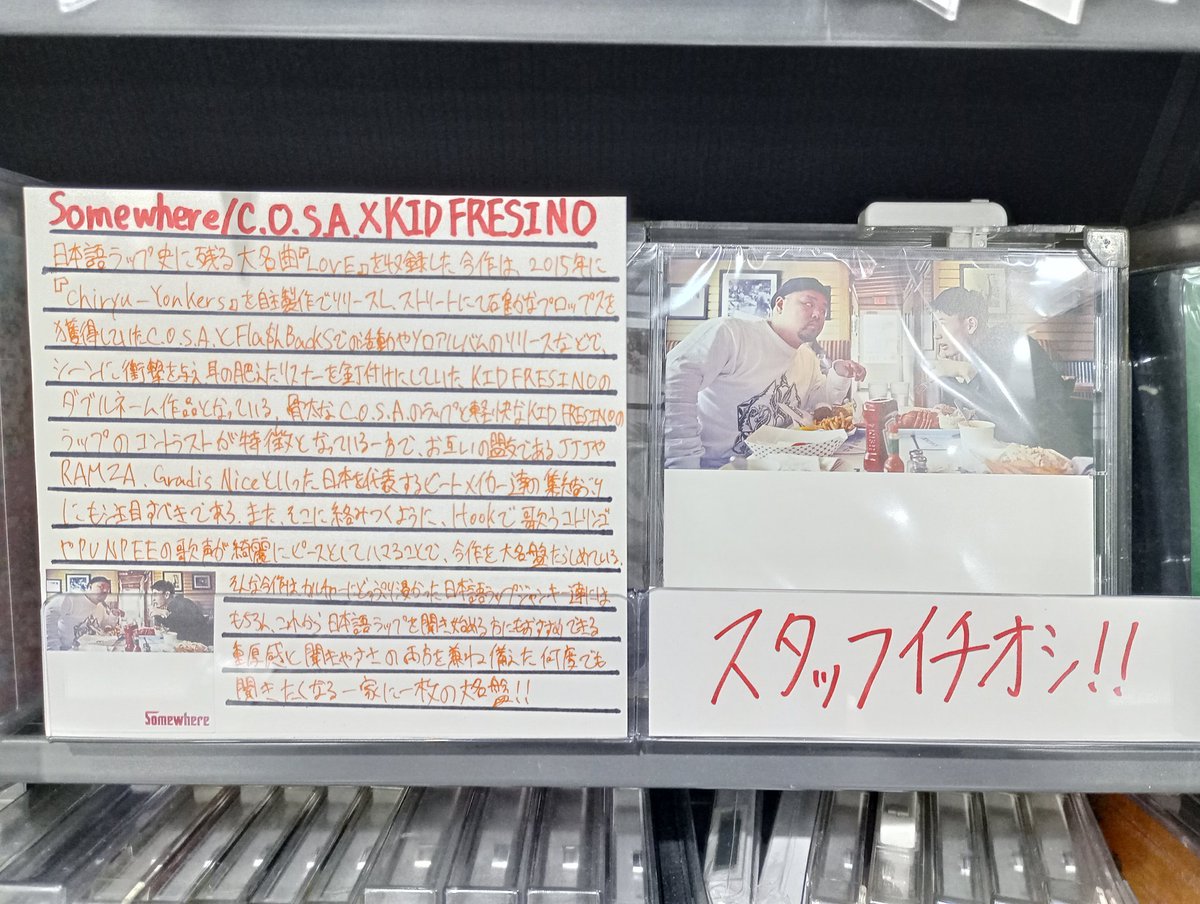 Somewhere/C.O.S.A.XKID FRESINO
日本語ラップ史に残る大名曲『LOVE』を収録した今作は、2015年に
『Chiryu-Yonkers』を自主製作でリリースし、ストリートにて確かなプロップスを
獲得していたC.O.S.A.とFla$hBackSでの活動やソロアルバムのリリースなどで、
シーンに衝撃を与え耳の肥えたリスナーを釘付けにしていたKID FRESINOの
ダブルネーム作品となっている。骨太なC.O.S.A.のラップと軽快なKID FRESINOの
ラップのコントラストが特徴となっている一方で、お互いの盟友であるJJJや
RAMZA、Gradis Niceといった日本を代表するビートメイカー達の集結ぶり
にも注目すべきである。また、そこに絡みつくように、Hookで歌うコトリンゴ
やPUNPEEの歌声が綺麗にピースとしてハマることで、今作を大名盤たらしめている。
そんな今作はカルチャーにどっぷり浸かった日本語ラップジャンキー達には
もちろん、これから日本語ラップを聞き始める方にもおすすめできる
重厚感と聞きやすさの両方を兼ね備えた何度でも
聞きたくなる一家に一枚の大名盤!!
Somewhere
スタッフイチオシ!!